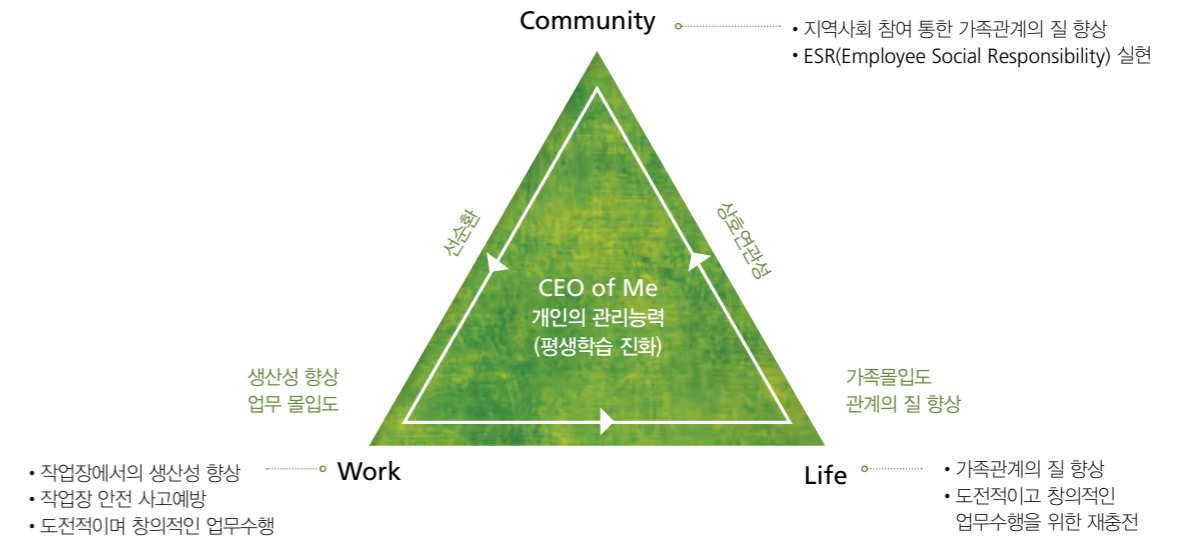 Community
• 지역사회 참여 통한 가족관계의 질 향상
• ESR(Employee Social Responsibility) 실현
선순환
상호연관성
CEO of Me
개인의 관리능력
(평생학습 진화)
생산성 향상
업무 몰입도
가족몰입도
관계의 질 향상
Work
• 작업장에서의 생산성 향상
• 작업장 안전 사고예방
• 도전적이며 창의적인 업무수행
Life
• 가족관계의 질 향상
• 도전적이고 창의적인
업무수행을 위한 재충전